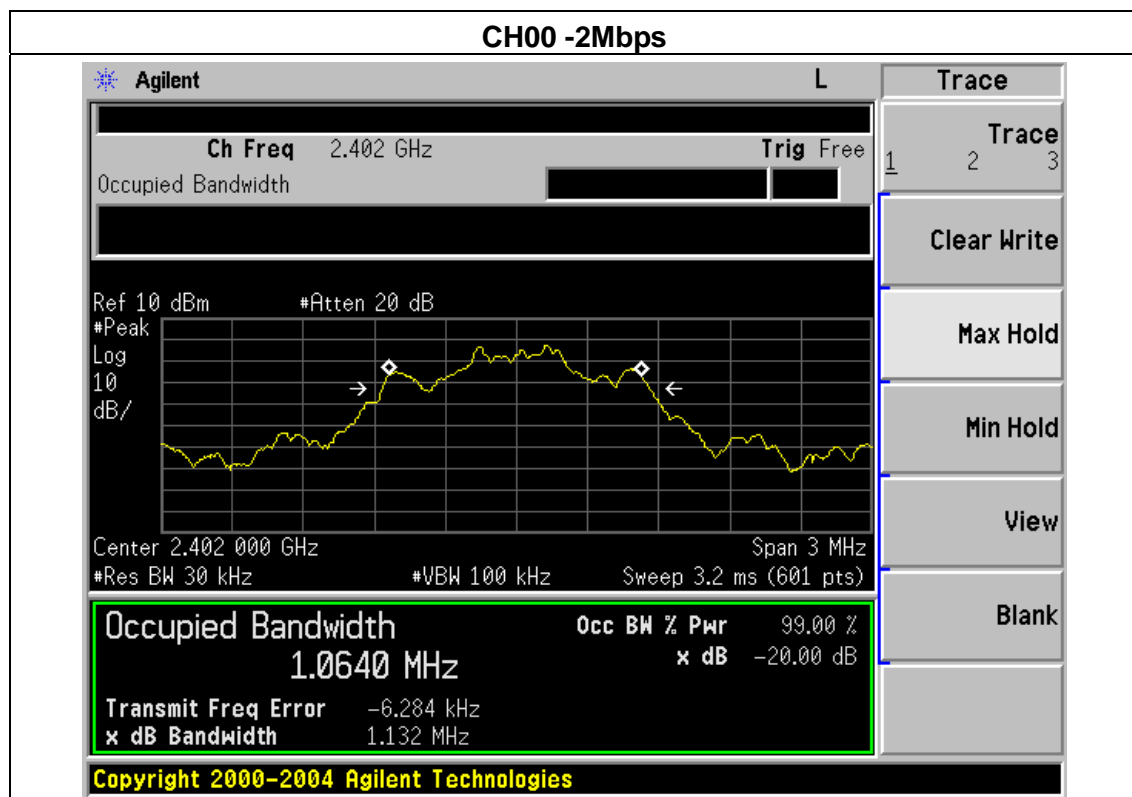 CH00 -2Mbps
Agilent L Trace
Ch Freq 2.402 GHz Trig Free
Occupied Bandwidth
Trace
1 2 3
Clear Write
Max Hold
Min Hold
View
Blank
Ref 10 dBm #Atten 20 dB
#Peak
Log
10
dB/
Center 2.402 000 GHz Span 3 MHz
#Res BW 30 kHz #VBW 100 kHz Sweep 3.2 ms (601 pts)
Occupied Bandwidth Occ BW % Pwr 99.00 %
1.0640 MHz x dB -20.00 dB
Transmit Freq Error -6.284 kHz
x dB Bandwidth 1.132 MHz
Copyright 2000-2004 Agilent Technologies